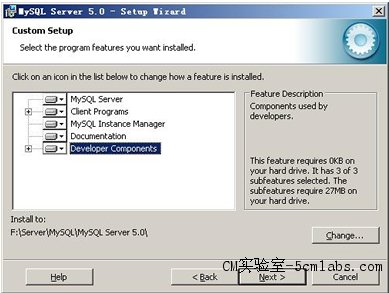 MySQL Server 5.0 - Setup Wizard
Custom Setup
Select the program features you want installed.
Click on an icon in the list below to change how a feature is installed.
MySQL Server
Client Programs
MySQL Instance Manager
Documentation
Developer Components
Feature Description
Components used by
developers.
This feature requires 0KB on
your hard drive. It has 3 of 3
subfeatures selected. The
subfeatures require 27MB on
your hard drive.
Install to:
F:\Server\MySQL\MySQL Server 5.0\
Change...
CM实验室-5cmlabs.com
Help
< Back
Next >
Cancel